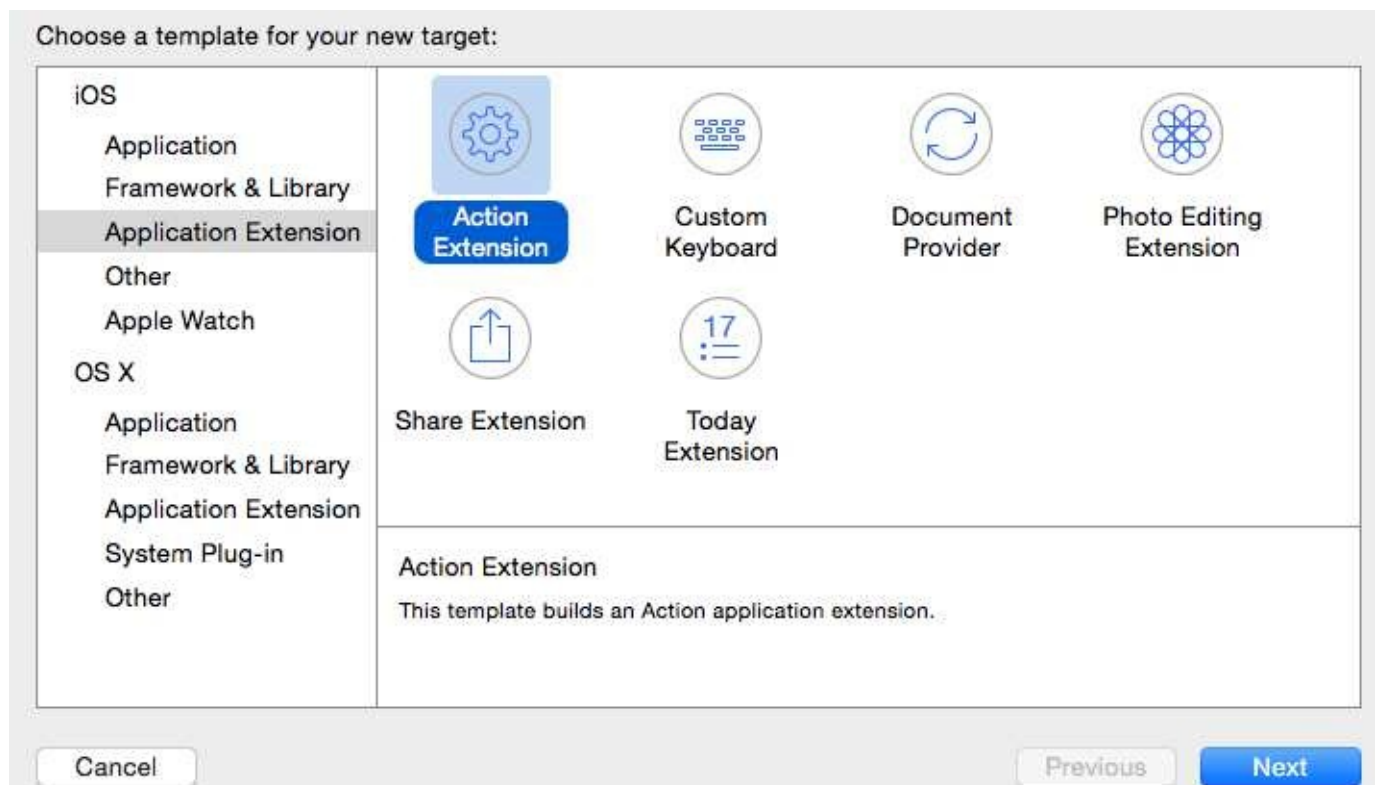 Choose a template for your new target:
iOS
Application
Framework & Library
Application Extension
Other
Apple Watch
OS X
Application
Framework & Library
Application Extension
System Plug-in
Other
Action
Extension
Custom
Keyboard
Document
Provider
Photo Editing
Extension
Share Extension
17
Today
Extension
Action Extension
This template builds an Action application extension.
Cancel
Previous
Next